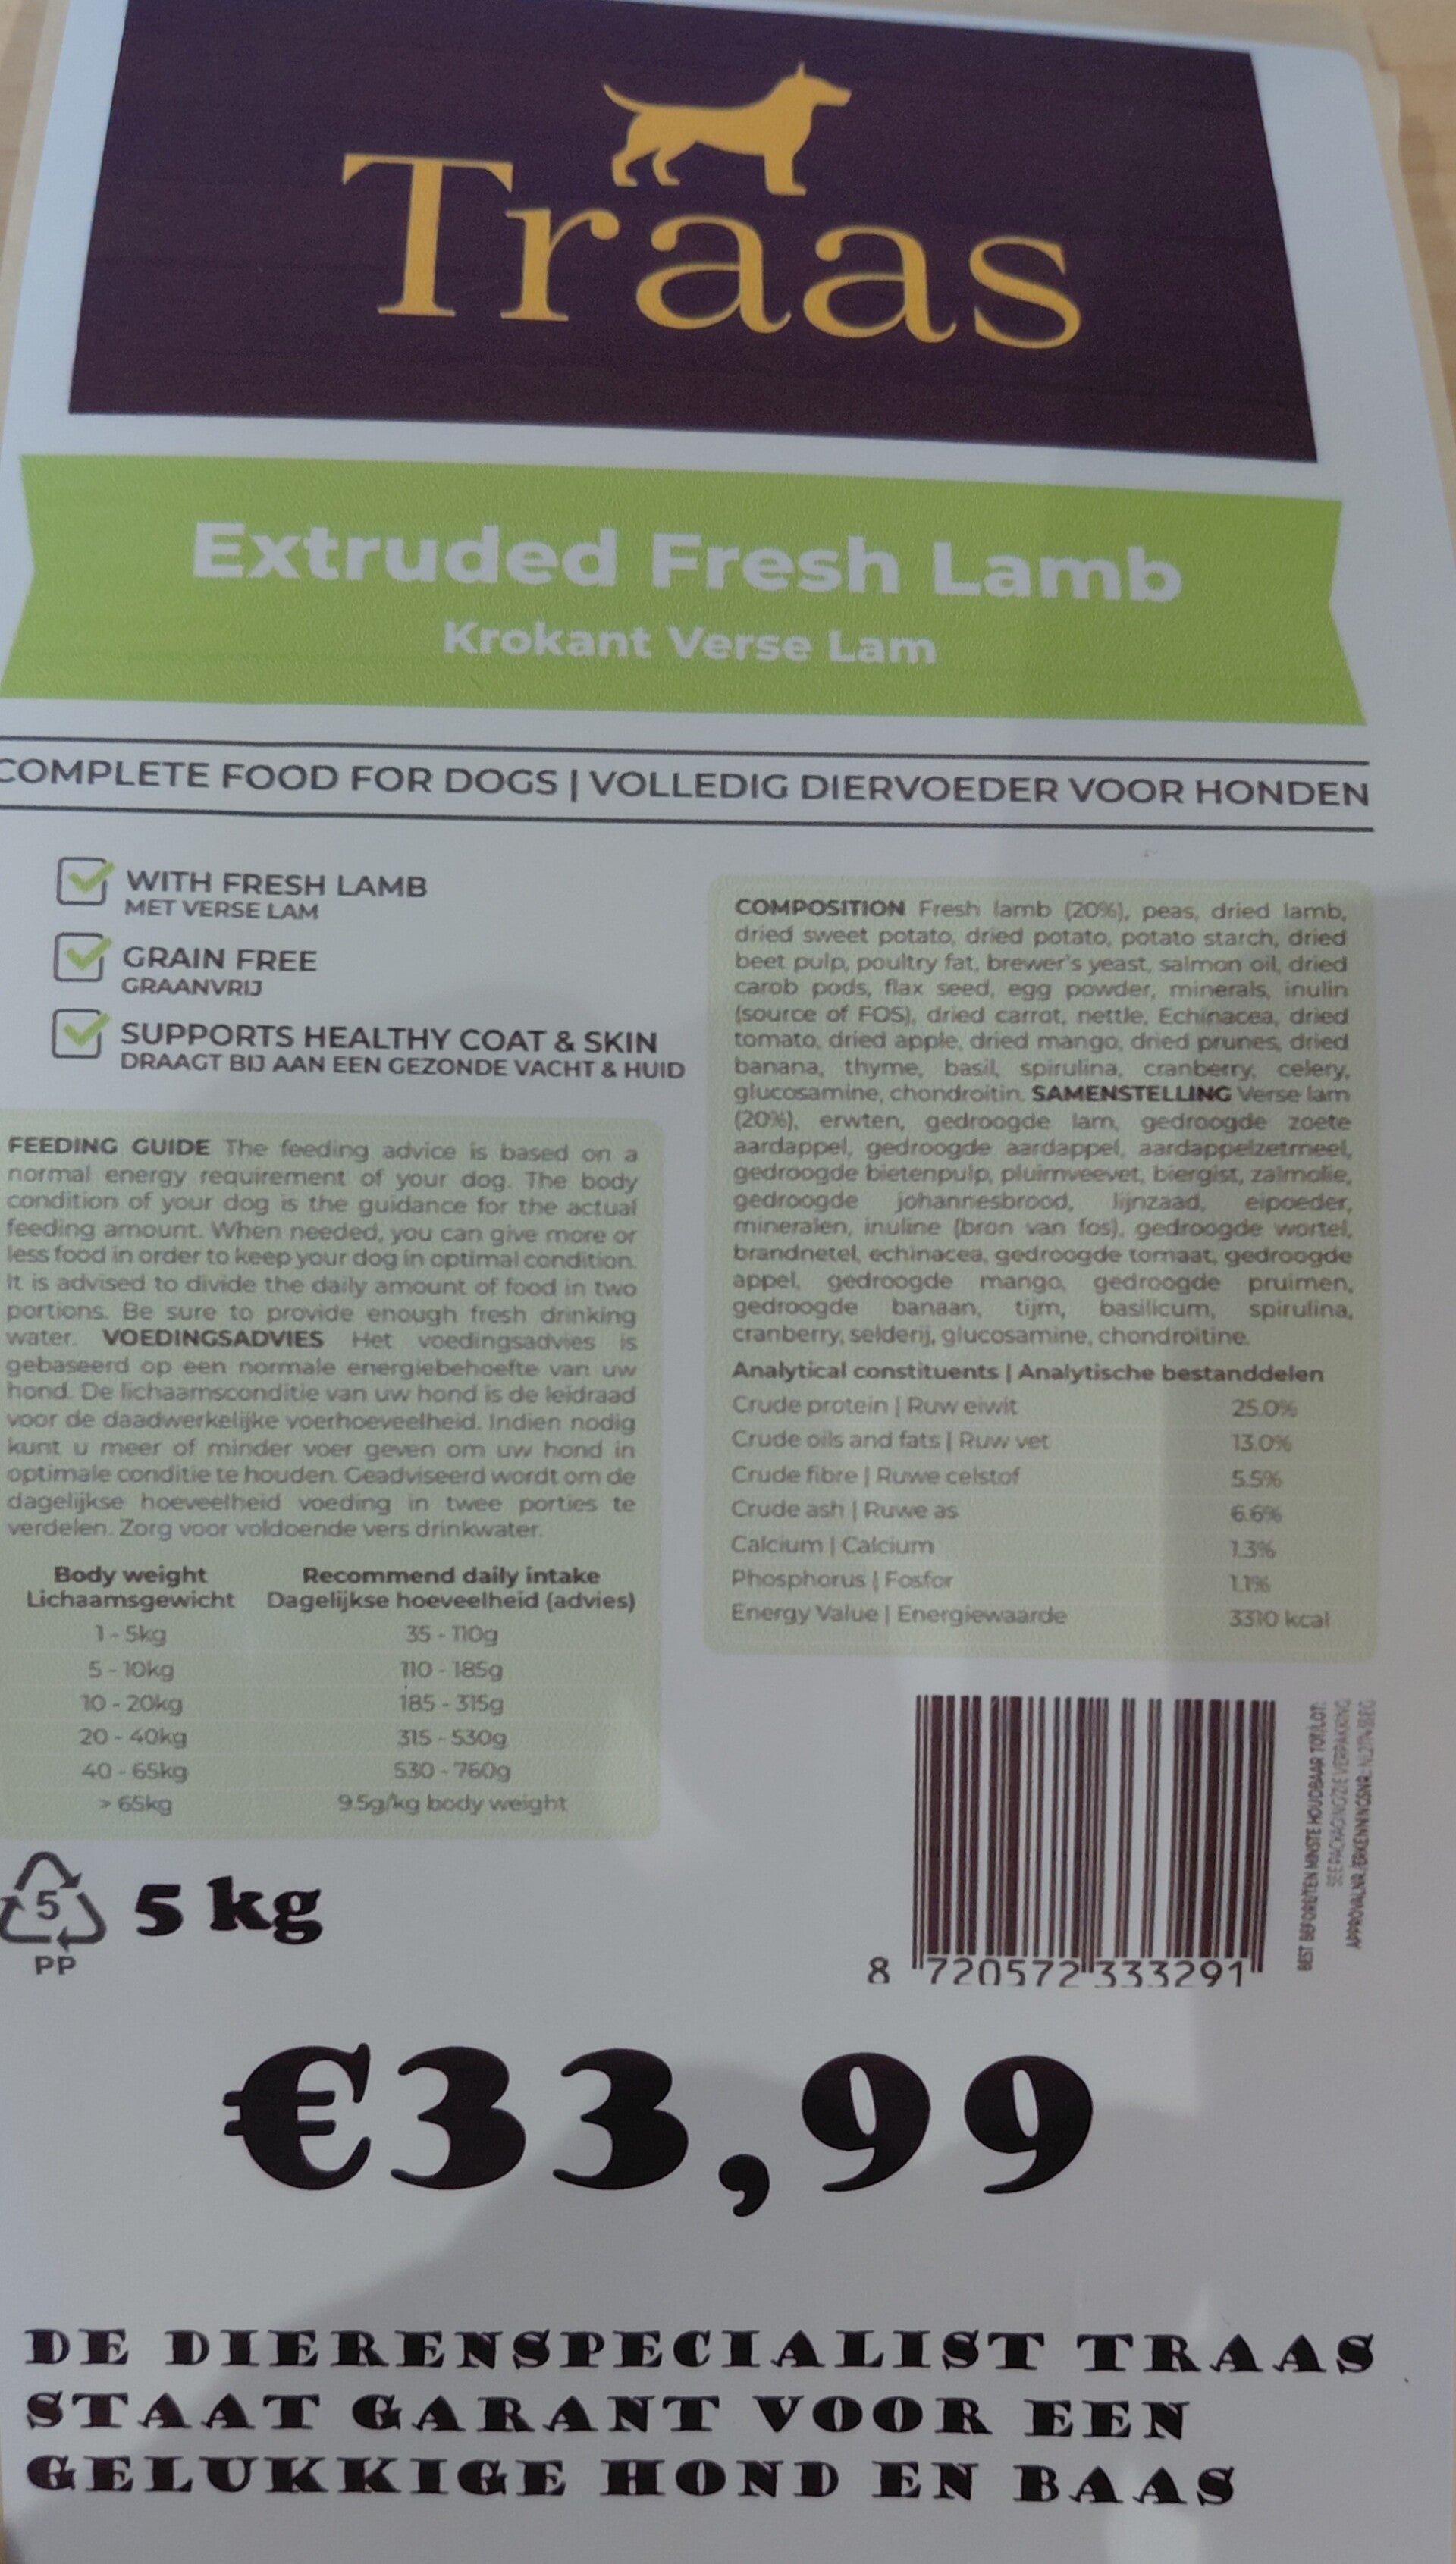 Traas
Extruded Fresh Lamb
Krokant Verse Lam
COMPLETE FOOD FOR DOGS | VOLLEDIG DIERVOEDER VOOR HONDEN
WITH FRESH LAMB
MET VERSE LAM
GRAIN FREE
GRAANVRIJ
SUPPORTS HEALTHY COAT & SKIN
DRAAGT BIJ AAN EEN GEZONDE VACHT & HUID
FEEDING GUIDE The feeding advice is based on a
normal energy requirement of your dog. The body
condition of your dog is the guidance for the actual
feeding amount. When needed, you can give more or
less food in order to keep your dog in optimal condition.
It is advised to divide the daily amount of food in two
portions. Be sure to provide enough fresh drinking
water. VOEDINGSADVIES Het voedingsadvies is
gebaseerd op een normale energiebehoefte van uw
hond. De lichaamsconditie van uw hond is de leidraad
voor de daadwerkelijke voerhoeveelheid. Indien nodig
kunt u meer of minder voer geven om uw hond in
optimale conditie te houden. Geadviseerd wordt om de
dagelijkse hoeveelheid voeding in twee porties te
verdelen. Zorg voor voldoende vers drinkwater.
Body weight Recommend daily intake
Lichaamsgewicht Dagelijkse hoeveelheid (advies)
1 - 5kg 35 - 110g
5 - 10kg 110 - 185g
10 - 20kg 185 - 315g
20 - 40kg 315 - 530g
40 - 65kg 530 - 760g
> 65kg 9.5g/kg body weight
COMPOSITION Fresh lamb (20%), peas, dried lamb,
dried sweet potato, dried potato, potato starch, dried
beet pulp, poultry fat, brewer's yeast, salmon oil, dried
carob pods, flax seed, egg powder, minerals, inulin
(source of FOS), dried carrot, nettle, Echinacea, dried
tomato, dried apple, dried mango, dried prunes, dried
banana, thyme, basil, spirulina, cranberry, celery,
glucosamine, chondroitin. SAMENSTELLING Verse lam
(20%), erwten, gedroogde lam, gedroogde zoete
aardappel, gedroogde aardappel, aardappelzetmeel,
gedroogde bietenpulp, pluimveevet, biergist, zalmolie,
gedroogde johannesbrood, lijnzaad, eipoeder,
mineralen, inuline (bron van fos), gedroogde wortel,
brandnetel, echinacea, gedroogde tomaat, gedroogde
appel, gedroogde mango, gedroogde pruimen,
gedroogde banaan, tijm, basilicum, spirulina,
cranberry, selderij, glucosamine, chondroitine.
Analytical constituents | Analytische bestanddelen
Crude protein | Ruw eiwit 25.0%
Crude oils and fats | Ruw vet 13.0%
Crude fibre | Ruwe celstof 5.5%
Crude ash | Ruwe as 6.6%
Calcium | Calcium 1.3%
Phosphorus | Fosfor 1.1%
Energy Value | Energiewaarde 3310 kcal
5
PP
5 kg
8 720572 333291
BEST BEFORE/TEN MINSTE HOUDBAAR TOT/LOT:
SEE PACKAGING/ZIE VERPAKKING
APPROVALNR./ERKENNINGSNR.:
€33,99
DE DIERENSPECIALIST TRAAS
STAAT GARANT VOOR EEN
GELUKKIGE HOND EN BAAS